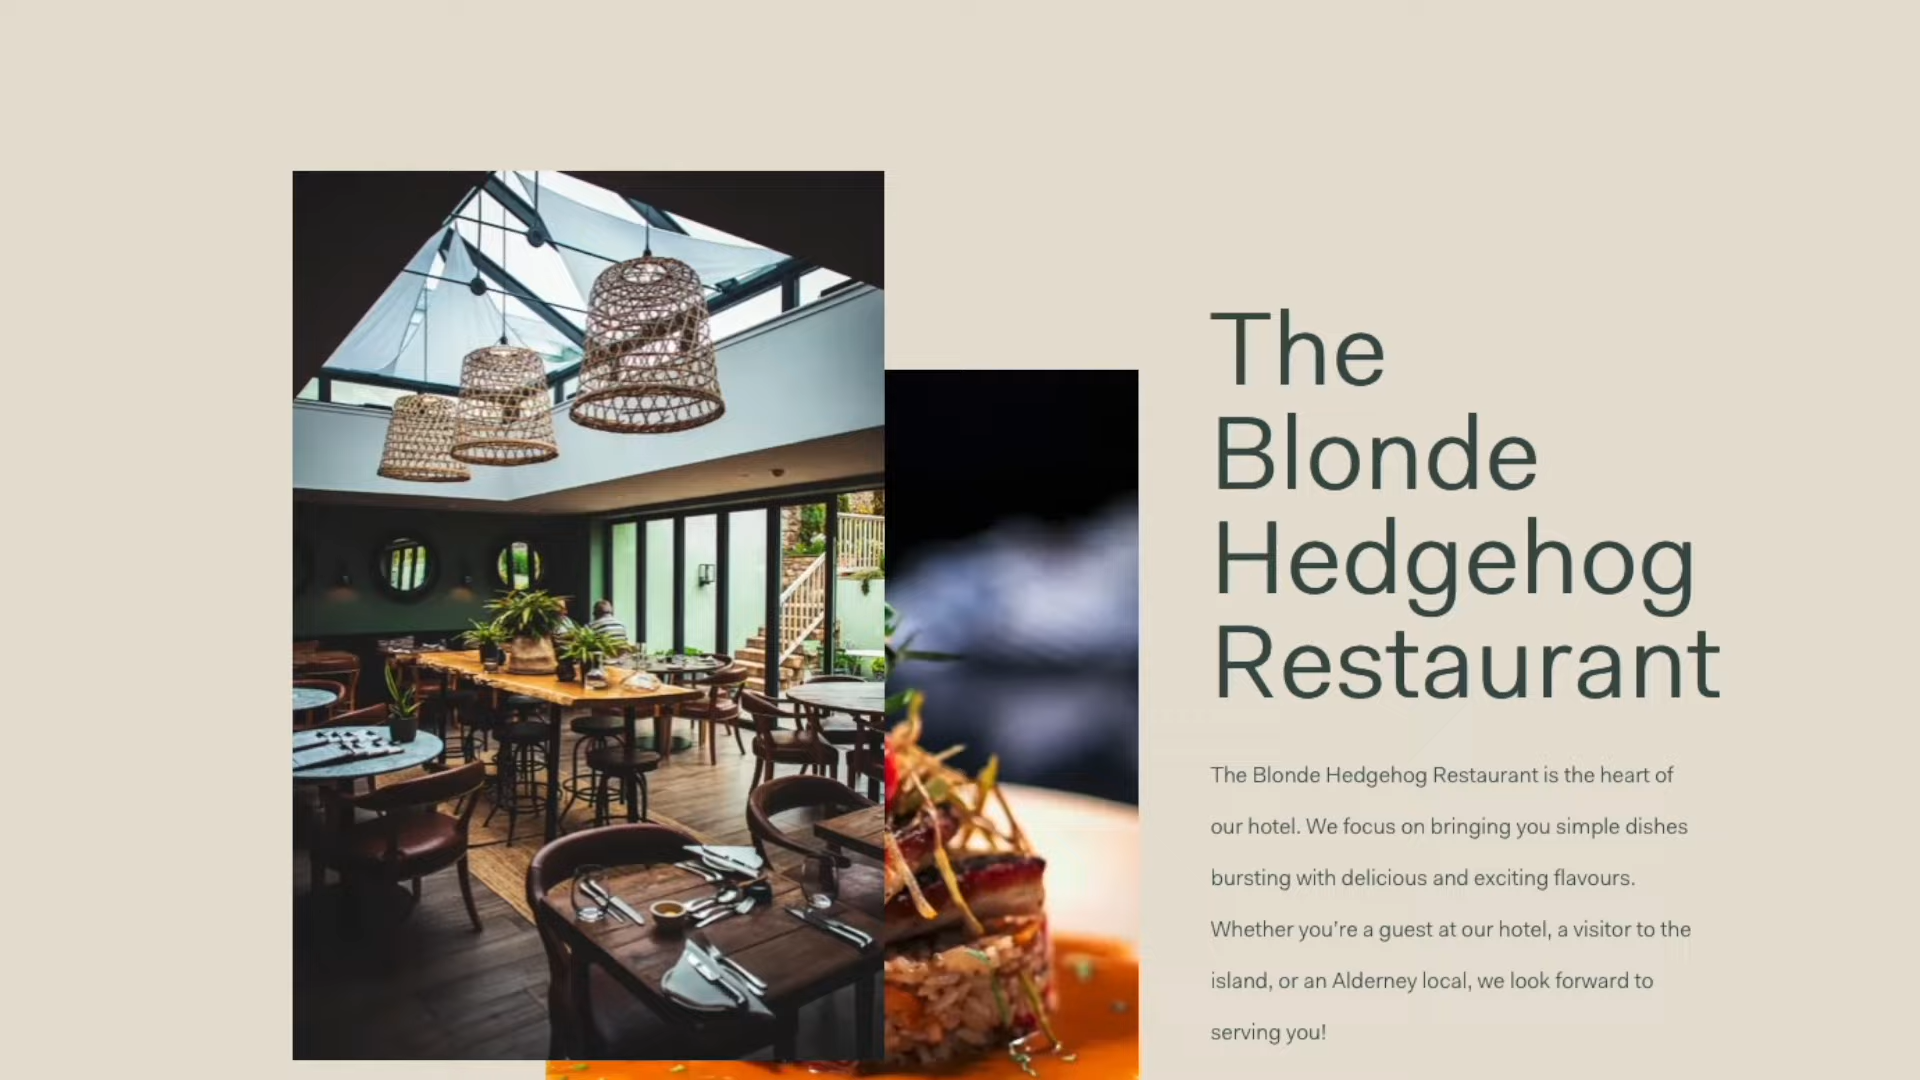 The
Blonde
Hedgehog
Restaurant
The Blonde Hedgehog Restaurant is the heart of
our hotel. We focus on bringing you simple dishes
bursting with delicious and exciting flavours.
Whether you’re a guest at our hotel, a visitor to the
island, or an Alderney local, we look forward to
serving you!